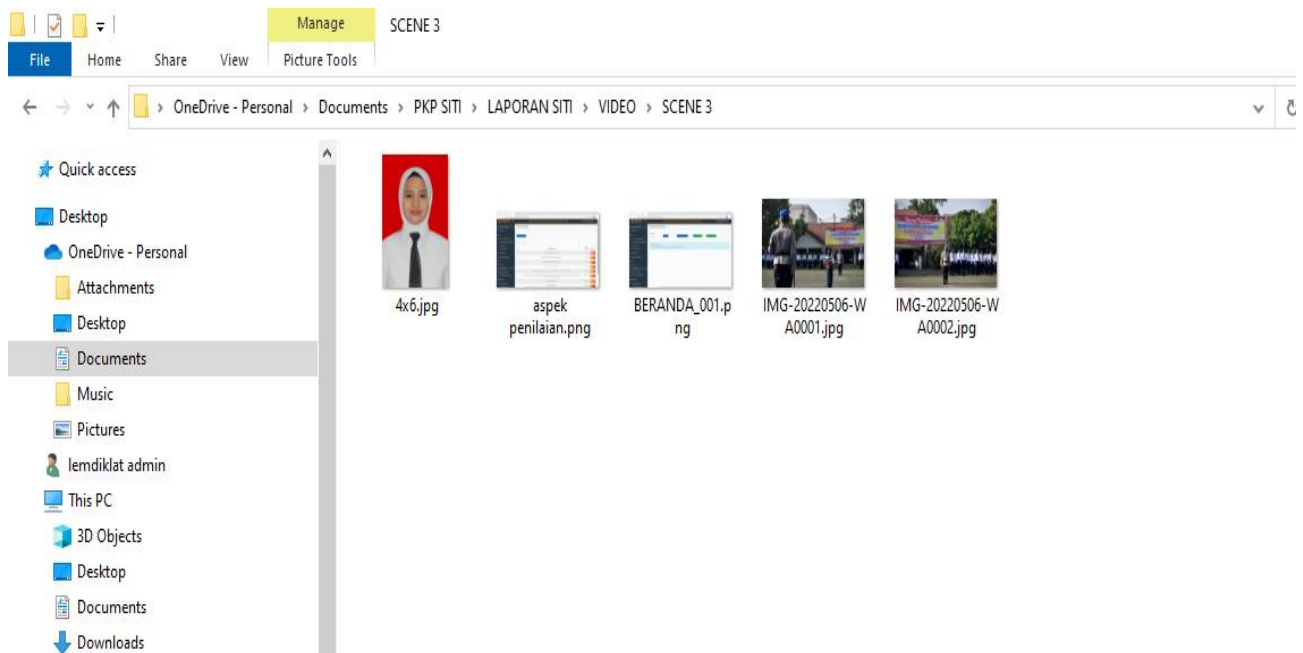 Manage
SCENE 3
File
Home
Share
View
Picture Tools
OneDrive - Personal > Documents > PKP SITI > LAPORAN SITI > VIDEO > SCENE 3
Quick access
Desktop
OneDrive - Personal
Attachments
Desktop
Documents
Music
Pictures
lemdiklat admin
This PC
3D Objects
Desktop
Documents
Downloads
4x6.jpg
aspek
penilaian.png
BERANDA_001.p
ng
IMG-20220506-W
A0001.jpg
IMG-20220506-W
A0002.jpg